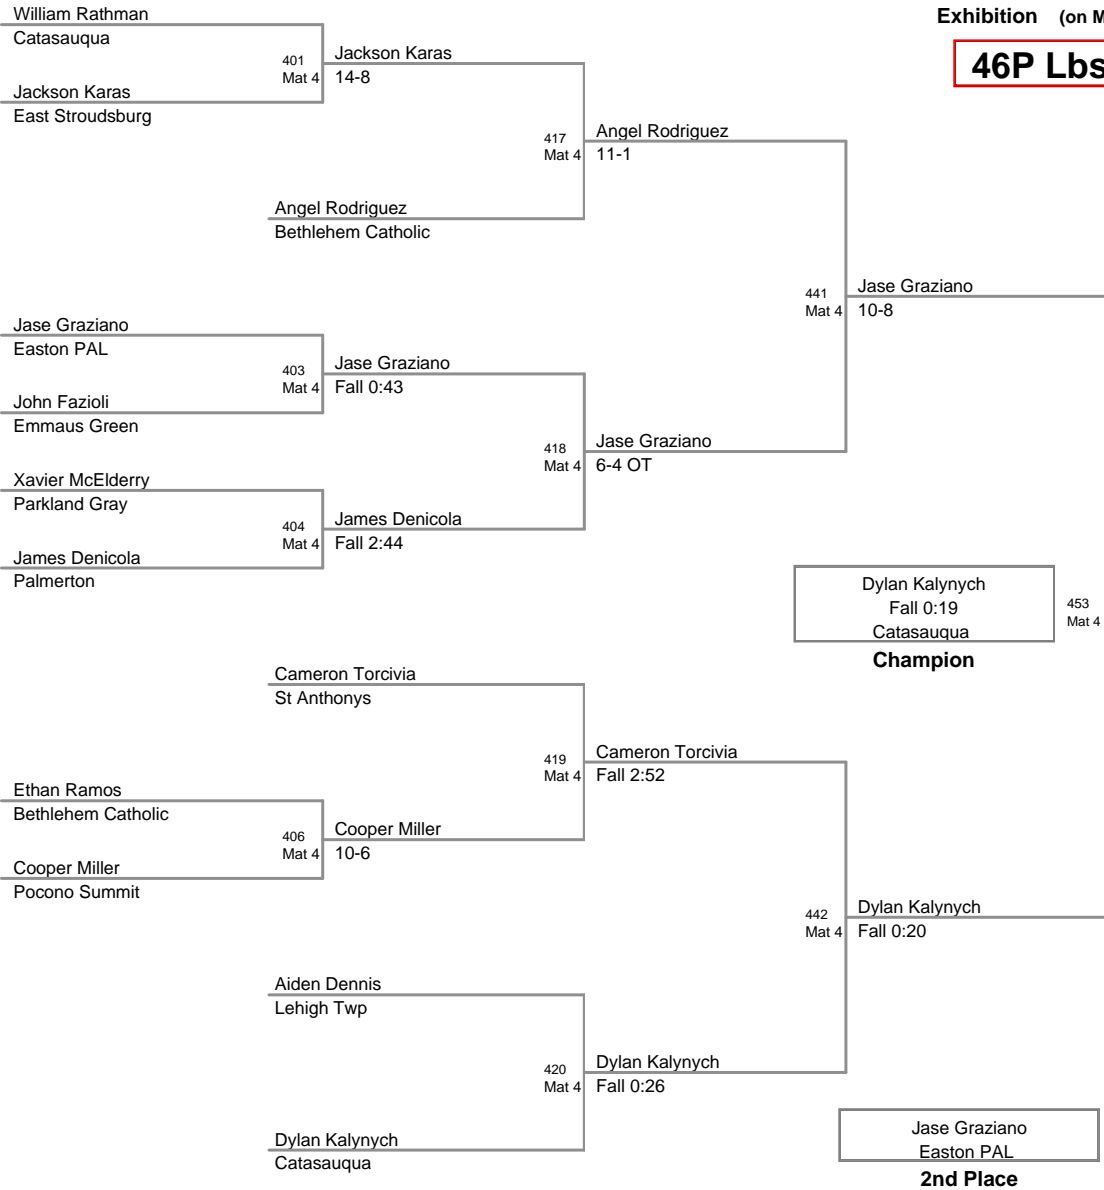 William Rathman
Catasauqua
Exhibition (on M
46P Lbs
401
Mat 4
Jackson Karas
14-8
Jackson Karas
East Stroudsburg
417
Mat 4
Angel Rodriguez
11-1
Angel Rodriguez
Bethlehem Catholic
441
Mat 4
Jase Graziano
10-8
Jase Graziano
Easton PAL
403
Mat 4
Jase Graziano
Fall 0:43
John Fazioli
Emmaus Green
418
Mat 4
Jase Graziano
6-4 OT
Xavier McElderry
Parkland Gray
404
Mat 4
James Denicola
Fall 2:44
James Denicola
Palmerton
Dylan Kalynych
Fall 0:19
Catasauqua
453
Mat 4
Champion
Cameron Torcivia
St Anthonys
419
Mat 4
Cameron Torcivia
Fall 2:52
Ethan Ramos
Bethlehem Catholic
406
Mat 4
Cooper Miller
10-6
Cooper Miller
Pocono Summit
442
Mat 4
Dylan Kalynych
Fall 0:20
Aiden Dennis
Lehigh Twp
420
Mat 4
Dylan Kalynych
Fall 0:26
Dylan Kalynych
Catasauqua
Jase Graziano
Easton PAL
2nd Place